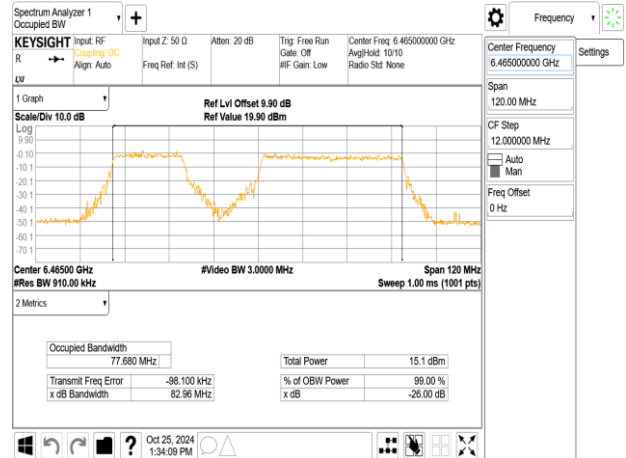 Spectrum Analyzer 1
Occupied BW
Frequency
KEYSIGHT
R
LXI
Input: RF
Coupling: DC
Align: Auto
Input Z: 50 Ω
Freq Ref: Int (S)
Atten: 20 dB
Trig: Free Run
Gate: Off
#IF Gain: Low
Center Freq: 6.465000000 GHz
Avg|Hold: 10/10
Radio Std: None
Center Frequency
6.465000000 GHz
Settings
Span
120.00 MHz
CF Step
12.000000 MHz
Auto
Man
Freq Offset
0 Hz
1 Graph
Scale/Div 10.0 dB
Ref Lvl Offset 9.90 dB
Ref Value 19.90 dBm
Log
9.90
-0.10
-10.1
-20.1
-30.1
-40.1
-50.1
-60.1
-70.1
Center 6.46500 GHz
#Video BW 3.0000 MHz
Span 120 MHz
#Res BW 910.00 kHz
Sweep 1.00 ms (1001 pts)
2 Metrics
Occupied Bandwidth
77.680 MHz
Total Power 15.1 dBm
Transmit Freq Error -98.100 kHz
% of OBW Power 99.00 %
x dB Bandwidth 82.96 MHz
x dB -26.00 dB
?
Oct 25, 2024
1:34:09 PM